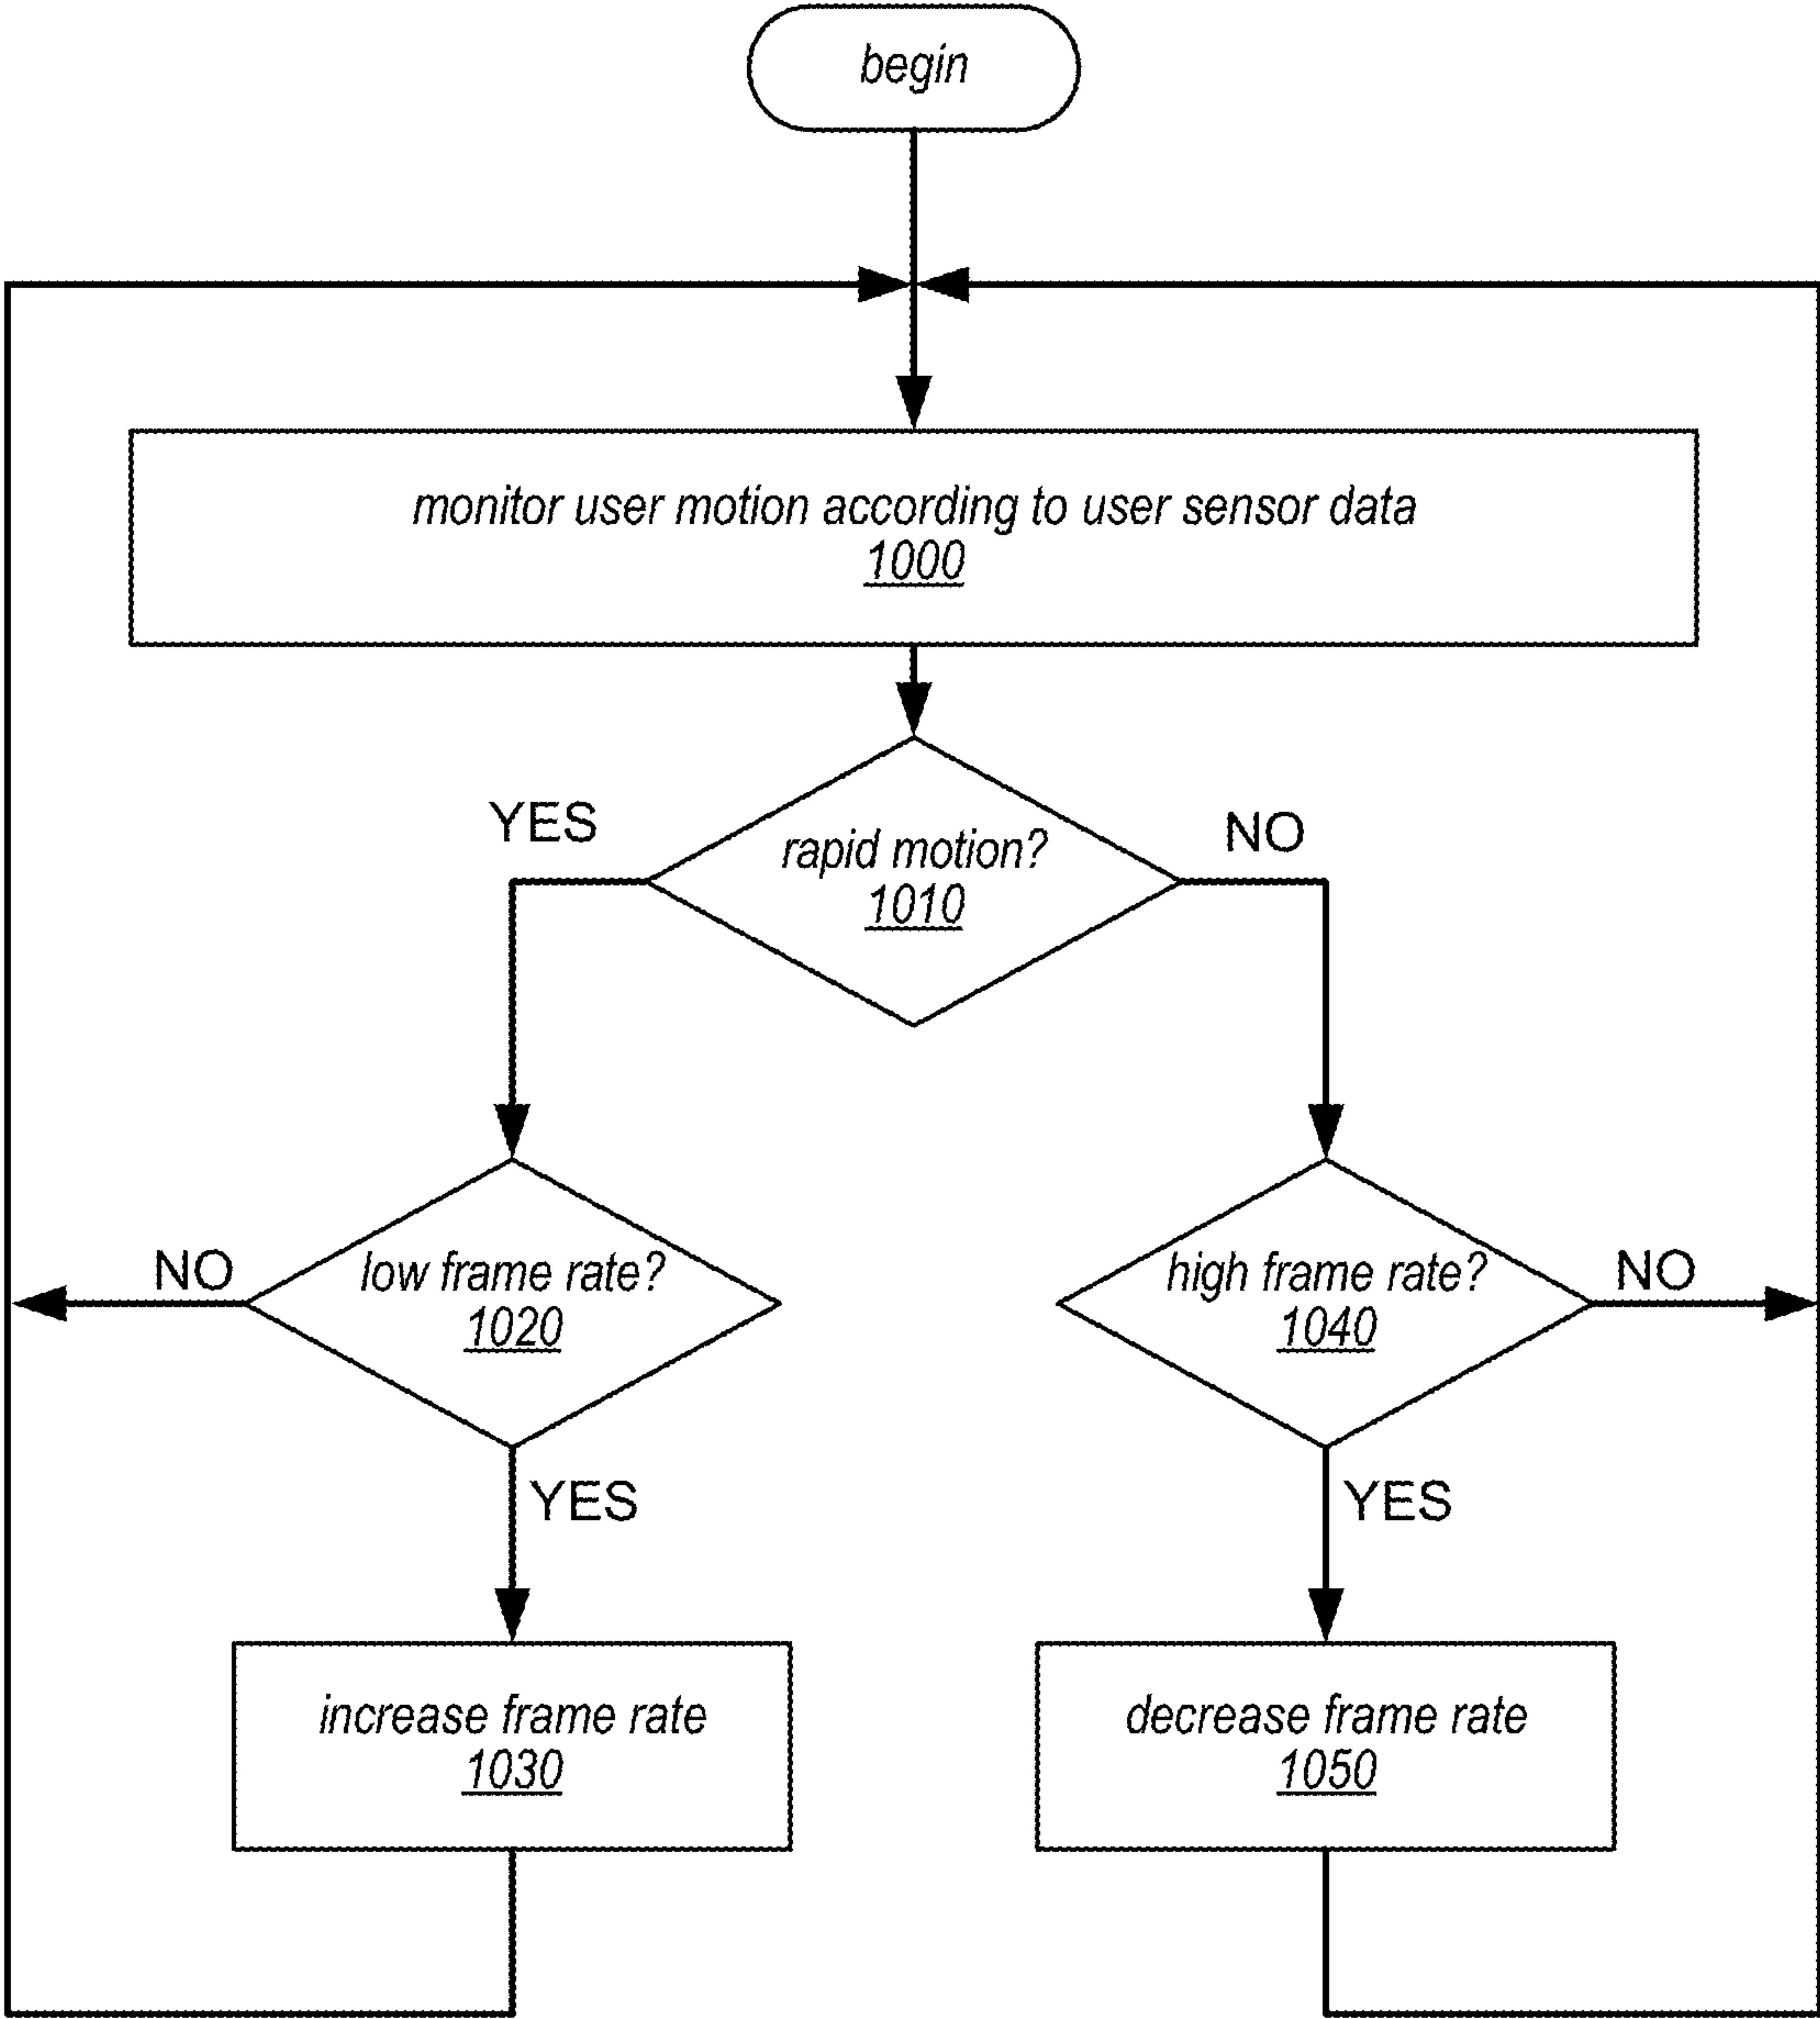 begin
monitor user motion according to user sensor data
1000
YES
rapid motion?
NO
1010
NO
low frame rate?
1020
high frame rate?
NO
1040
YES
YES
increase frame rate
1030
decrease frame rate
1050